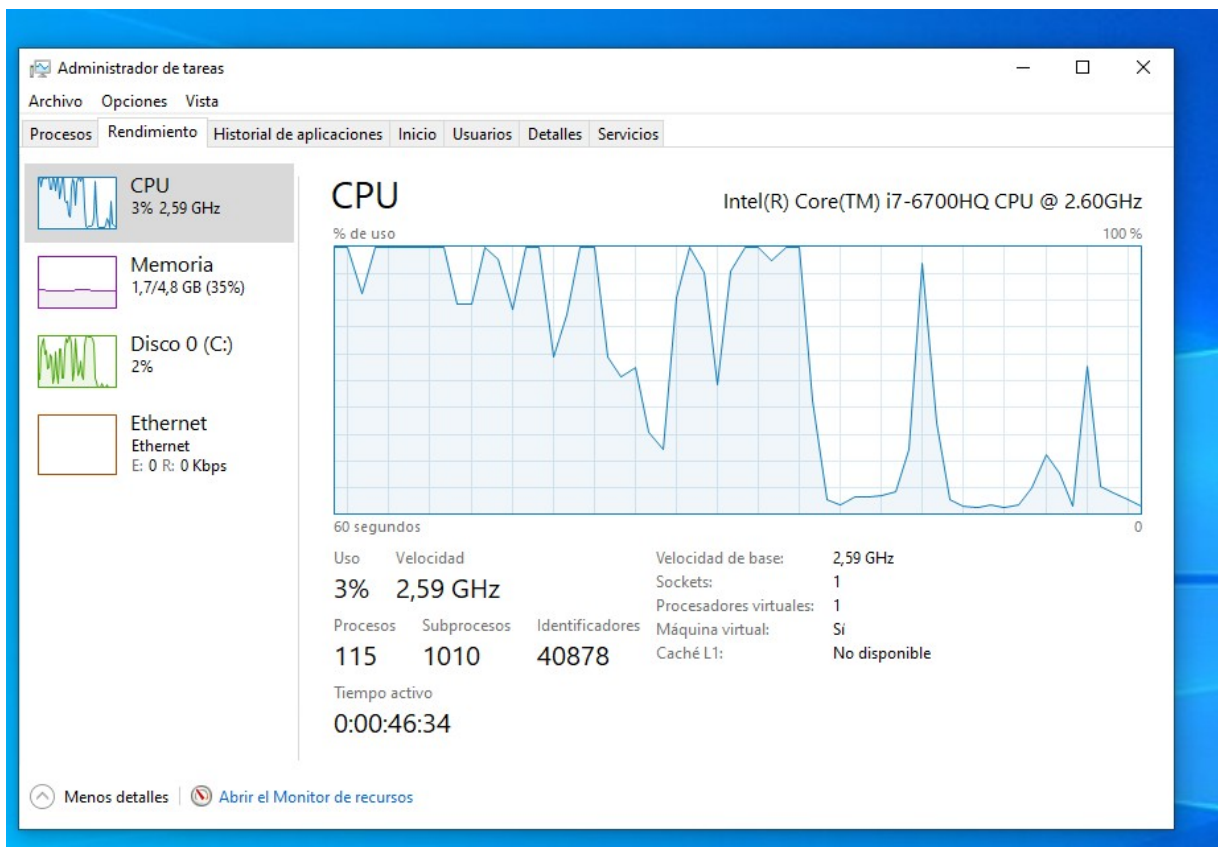 Administrador de tareas
Archivo Opciones Vista
Procesos Rendimiento Historial de aplicaciones Inicio Usuarios Detalles Servicios
CPU
3% 2,59 GHz
Memoria
1,7/4,8 GB (35%)
Disco 0 (C:)
2%
Ethernet
Ethernet
E: 0 R: 0 Kbps
CPU Intel(R) Core(TM) i7-6700HQ CPU @ 2.60GHz
% de uso 100 %
60 segundos 0
Uso Velocidad
3% 2,59 GHz
Procesos Subprocesos Identificadores
115 1010 40878
Tiempo activo
0:00:46:34
Velocidad de base: 2,59 GHz
Sockets: 1
Procesadores virtuales: 1
Máquina virtual: Sí
Caché L1: No disponible
Menos detalles Abrir el Monitor de recursos